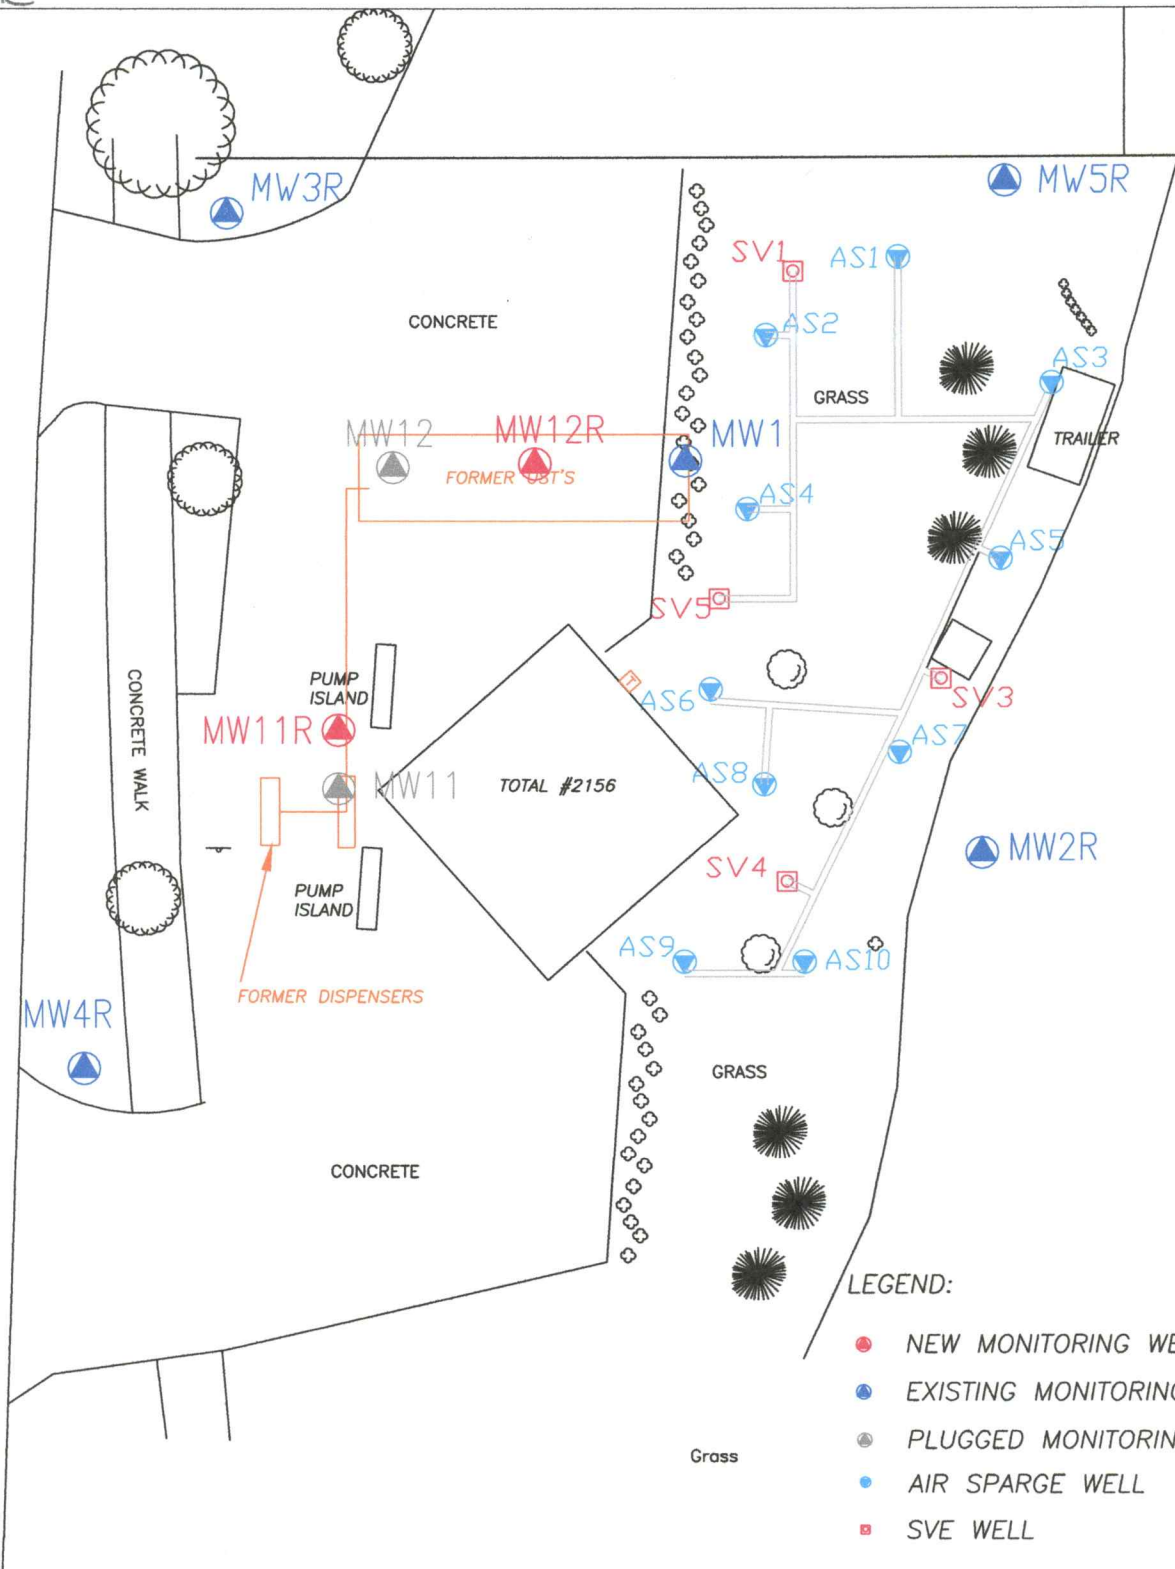 MW3R
MW5R
SV1
AS1
CONCRETE
AS2
AS3
GRASS
MW12
MW12R
MW1
TRAILER
FORMER UST'S
AS4
AS5
SV5
PUMP
ISLAND
CONCRETE WALK
T
AS6
SV3
MW11R
AS7
MW11
TOTAL #2156
AS8
MW2R
SV4
PUMP
ISLAND
AS9
AS10
FORMER DISPENSERS
MW4R
GRASS
CONCRETE
LEGEND:
NEW MONITORING WE
EXISTING MONITORING
PLUGGED MONITORIN
Grass
AIR SPARGE WELL
SVE WELL